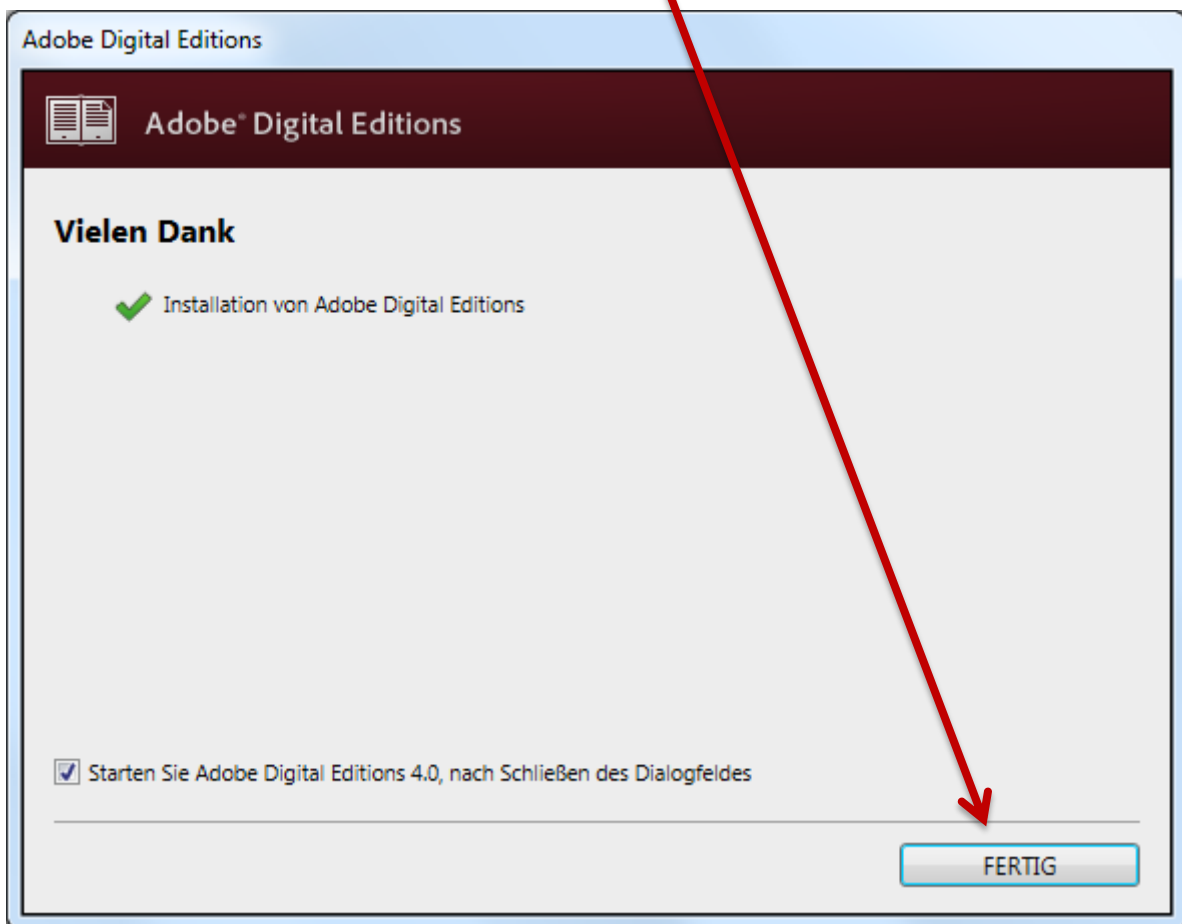 Adobe Digital Editions
Adobe® Digital Editions
Vielen Dank
Installation von Adobe Digital Editions
Starten Sie Adobe Digital Editions 4.0, nach Schließen des Dialogfeldes
FERTIG